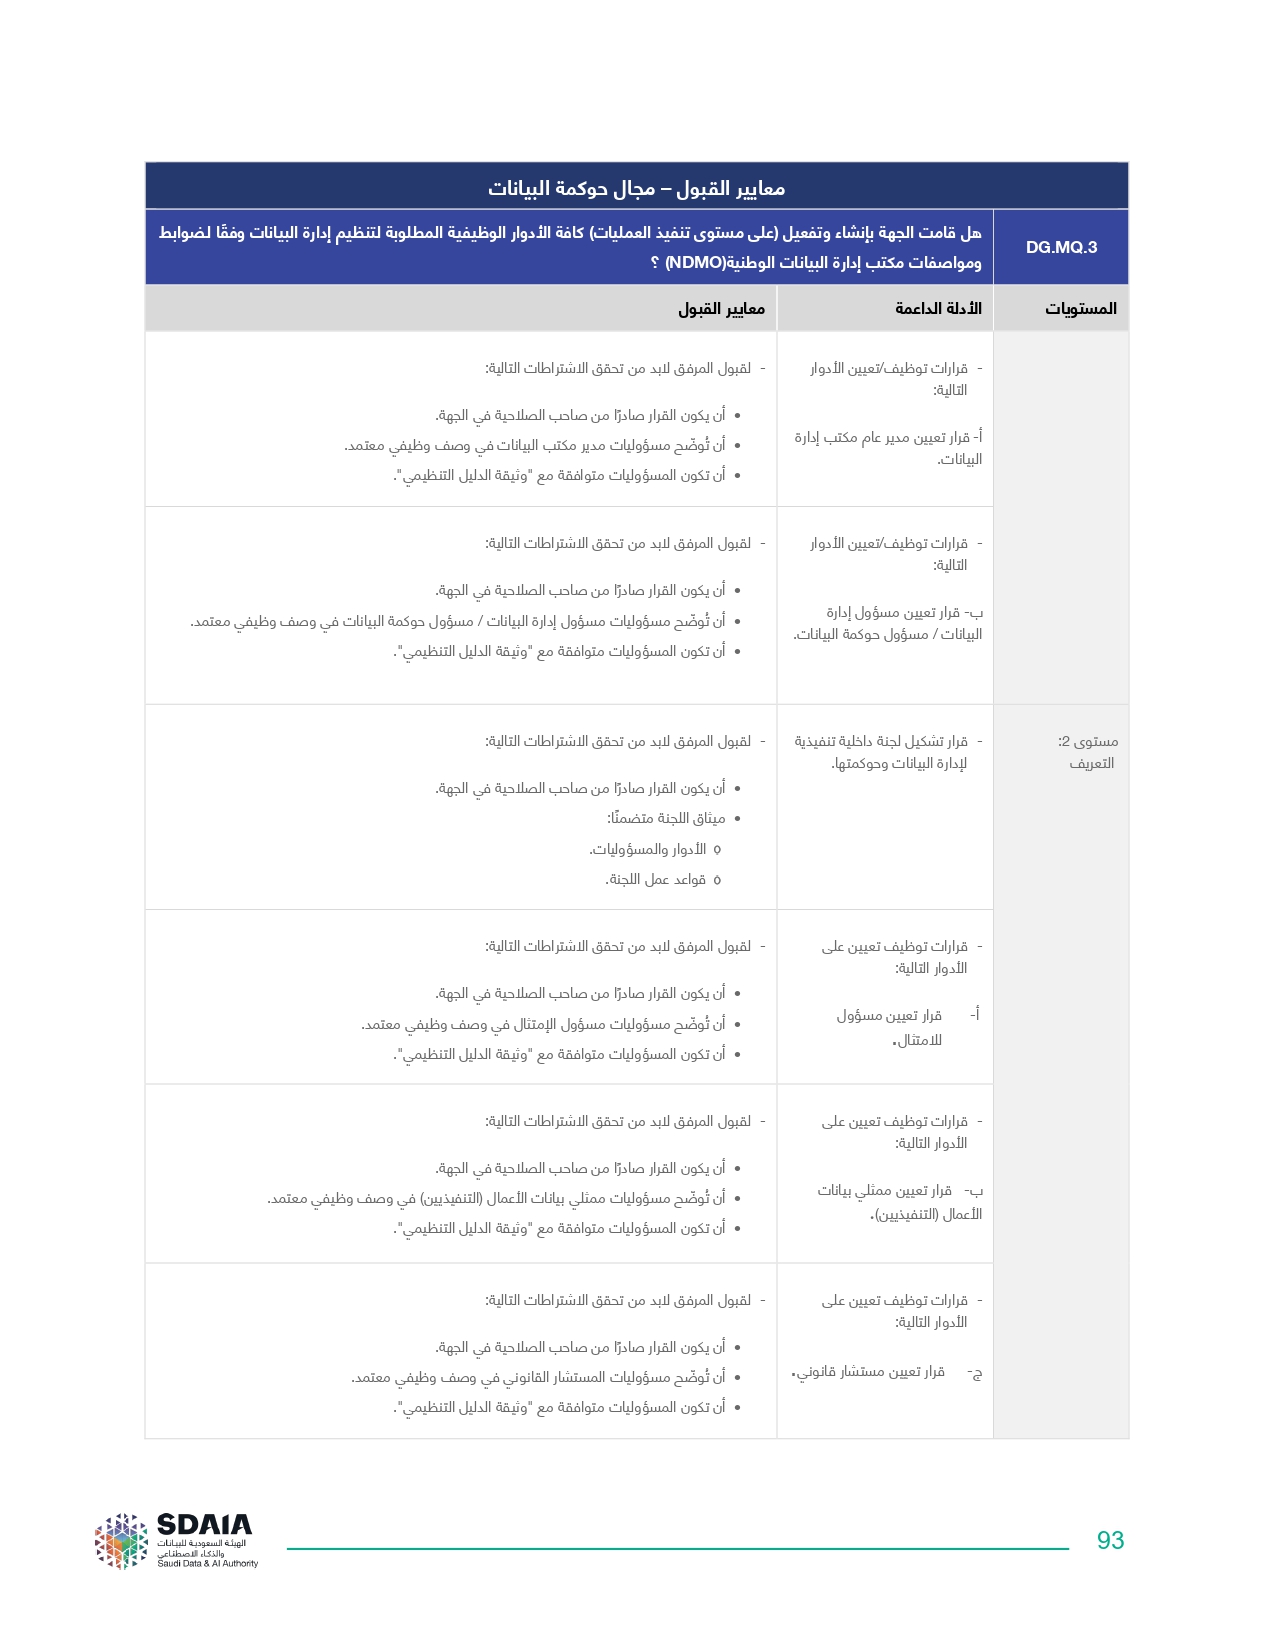 معايير القبول – مجال حوكمة البيانات
DG.MQ.3
هل قامت الجهة بإنشاء وتفعيل (على مستوى تنفيذ العمليات) كافة الأدوار الوظيفية المطلوبة لتنظيم إدارة البيانات وفقًا لضوابط
ومواصفات مكتب إدارة البيانات الوطنية(NDMO) ؟
المستويات
الأدلة الداعمة
معايير القبول
- قرارات توظيف/تعيين الأدوار
التالية:
أ- قرار تعيين مدير عام مكتب إدارة
البيانات.
- لقبول المرفق لابد من تحقق الاشتراطات التالية:
• أن يكون القرار صادرًا من صاحب الصلاحية في الجهة.
• أن تُوضّح مسؤوليات مدير مكتب البيانات في وصف وظيفي معتمد.
• أن تكون المسؤوليات متوافقة مع "وثيقة الدليل التنظيمي".
- قرارات توظيف/تعيين الأدوار
التالية:
ب- قرار تعيين مسؤول إدارة
البيانات / مسؤول حوكمة البيانات.
- لقبول المرفق لابد من تحقق الاشتراطات التالية:
• أن يكون القرار صادرًا من صاحب الصلاحية في الجهة.
• أن تُوضّح مسؤوليات مسؤول إدارة البيانات / مسؤول حوكمة البيانات في وصف وظيفي معتمد.
• أن تكون المسؤوليات متوافقة مع "وثيقة الدليل التنظيمي".
مستوى 2:
التعريف
- قرار تشكيل لجنة داخلية تنفيذية
لإدارة البيانات وحوكمتها.
- لقبول المرفق لابد من تحقق الاشتراطات التالية:
• أن يكون القرار صادرًا من صاحب الصلاحية في الجهة.
• ميثاق اللجنة متضمنًا:
o الأدوار والمسؤوليات.
o قواعد عمل اللجنة.
- قرارات توظيف تعيين على
الأدوار التالية:
أ- قرار تعيين مسؤول
للامتثال.
- لقبول المرفق لابد من تحقق الاشتراطات التالية:
• أن يكون القرار صادرًا من صاحب الصلاحية في الجهة.
• أن تُوضّح مسؤوليات مسؤول الإمتثال في وصف وظيفي معتمد.
• أن تكون المسؤوليات متوافقة مع "وثيقة الدليل التنظيمي".
- قرارات توظيف تعيين على
الأدوار التالية:
ب- قرار تعيين ممثلي بيانات
الأعمال (التنفيذيين).
- لقبول المرفق لابد من تحقق الاشتراطات التالية:
• أن يكون القرار صادرًا من صاحب الصلاحية في الجهة.
• أن تُوضّح مسؤوليات ممثلي بيانات الأعمال (التنفيذيين) في وصف وظيفي معتمد.
• أن تكون المسؤوليات متوافقة مع "وثيقة الدليل التنظيمي".
- قرارات توظيف تعيين على
الأدوار التالية:
ج- قرار تعيين مستشار قانوني.
- لقبول المرفق لابد من تحقق الاشتراطات التالية:
• أن يكون القرار صادرًا من صاحب الصلاحية في الجهة.
• أن تُوضّح مسؤوليات المستشار القانوني في وصف وظيفي معتمد.
• أن تكون المسؤوليات متوافقة مع "وثيقة الدليل التنظيمي".
SDAIA
الهيئة السعودية للبيانات
والذكاء الاصطناعي
Saudi Data & AI Authority
93